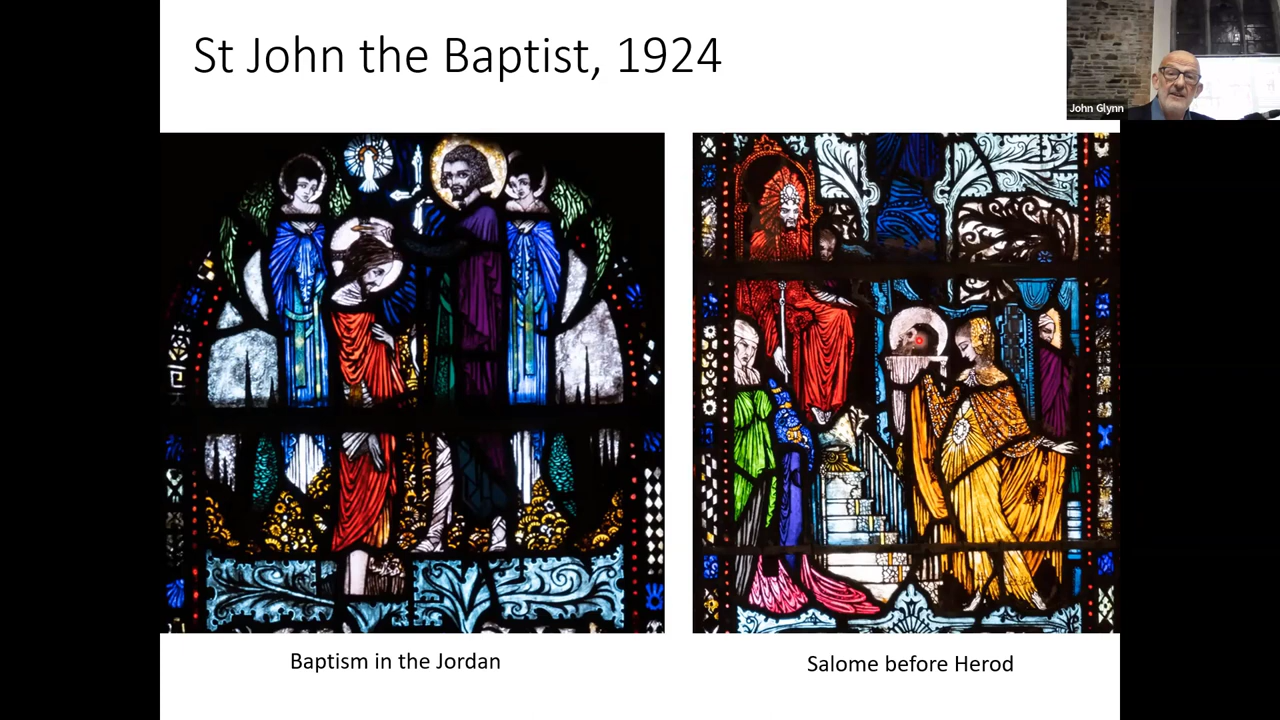 St John the Baptist, 1924
John Glynn
Baptism in the Jordan
Salome before Herod